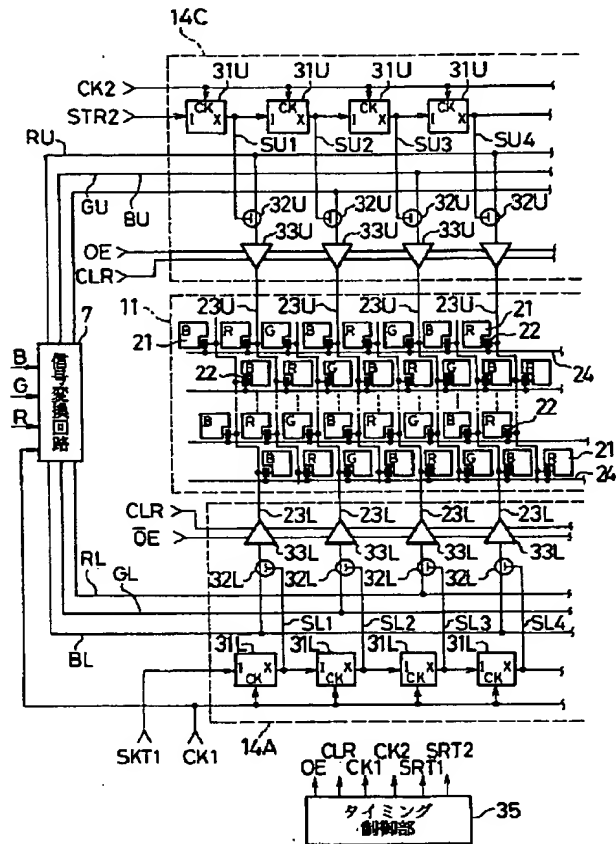 14C
31U 31U 31U 31U
CK2
STR2
I CK X I CK X I CK X I CK X
RU
SU1 SU2 SU3 SU4
GU BU
32U 32U 32U 32U
33U 33U 33U 33U
OE
CLR
11
23U 23U 23U 23U
21
7
B R G B R G B R
21 22
22 24
B R G B R G B R
B
G
R
信号変換回路
B R G B R G B R
22
B R G B R G B R
21
24
CLR
23L 23L 23L 23L
OE
33L 33L 33L 33L
RL
32L 32L 32L 32L
GL
SL1 SL2 SL3 SL4
BL
31L 31L 31L 31L
I CK X I CK X I CK X I CK X
SKT1 CK1
14A
OE CLR CK1 CK2 SRT1 SRT2
タイミング
制御部
35